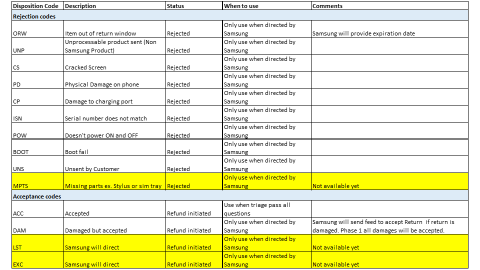 Disposition Code Description Status When to use Comments
Rejection codes
ORW Item out of return window Rejected Only use when directed by Samsung Samsung will provide expiration date
UNP Unprocessable product sent (Non Samsung Product) Rejected Only use when directed by Samsung
CS Cracked Screen Rejected Only use when directed by Samsung
PD Physical Damage on phone Rejected Only use when directed by Samsung
CP Damage to charging port Rejected Only use when directed by Samsung
ISN Serial number does not match Rejected Only use when directed by Samsung
POW Doesn't power ON and OFF Rejected Only use when directed by Samsung
BOOT Boot fail Rejected Only use when directed by Samsung
UNS Unsent by Customer Rejected Only use when directed by Samsung
MPTS Missing parts ex. Stylus or sim tray Rejected Only use when directed by Samsung Not available yet
Acceptance codes
ACC Accepted Refund initiated Use when triage pass all questions
DAM Damaged but accepted Refund initiated Only use when directed by Samsung Samsung will send feed to accept Return if return is damaged. Phase 1 all damages will be accepted.
LST Samsung will direct Refund initiated Only use when directed by Samsung Not available yet
EXC Samsung will direct Refund initiated Only use when directed by Samsung Not available yet